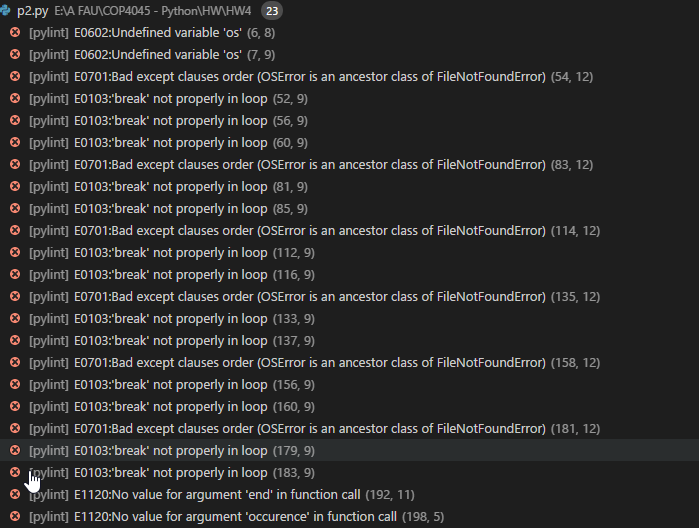 p2.py E:\A FAU\COP4045 - Python\HW\HW4 23
[pylint] E0602:Undefined variable 'os' (6, 8)
[pylint] E0602:Undefined variable 'os' (7, 9)
[pylint] E0701:Bad except clauses order (OSError is an ancestor class of FileNotFoundError) (54, 12)
[pylint] E0103:'break' not properly in loop (52, 9)
[pylint] E0103:'break' not properly in loop (56, 9)
[pylint] E0103:'break' not properly in loop (60, 9)
[pylint] E0701:Bad except clauses order (OSError is an ancestor class of FileNotFoundError) (83, 12)
[pylint] E0103:'break' not properly in loop (81, 9)
[pylint] E0103:'break' not properly in loop (85, 9)
[pylint] E0701:Bad except clauses order (OSError is an ancestor class of FileNotFoundError) (114, 12)
[pylint] E0103:'break' not properly in loop (112, 9)
[pylint] E0103:'break' not properly in loop (116, 9)
[pylint] E0701:Bad except clauses order (OSError is an ancestor class of FileNotFoundError) (135, 12)
[pylint] E0103:'break' not properly in loop (133, 9)
[pylint] E0103:'break' not properly in loop (137, 9)
[pylint] E0701:Bad except clauses order (OSError is an ancestor class of FileNotFoundError) (158, 12)
[pylint] E0103:'break' not properly in loop (156, 9)
[pylint] E0103:'break' not properly in loop (160, 9)
[pylint] E0701:Bad except clauses order (OSError is an ancestor class of FileNotFoundError) (181, 12)
[pylint] E0103:'break' not properly in loop (179, 9)
[pylint] E0103:'break' not properly in loop (183, 9)
[pylint] E1120:No value for argument 'end' in function call (192, 11)
[pylint] E1120:No value for argument 'occurence' in function call (198, 5)